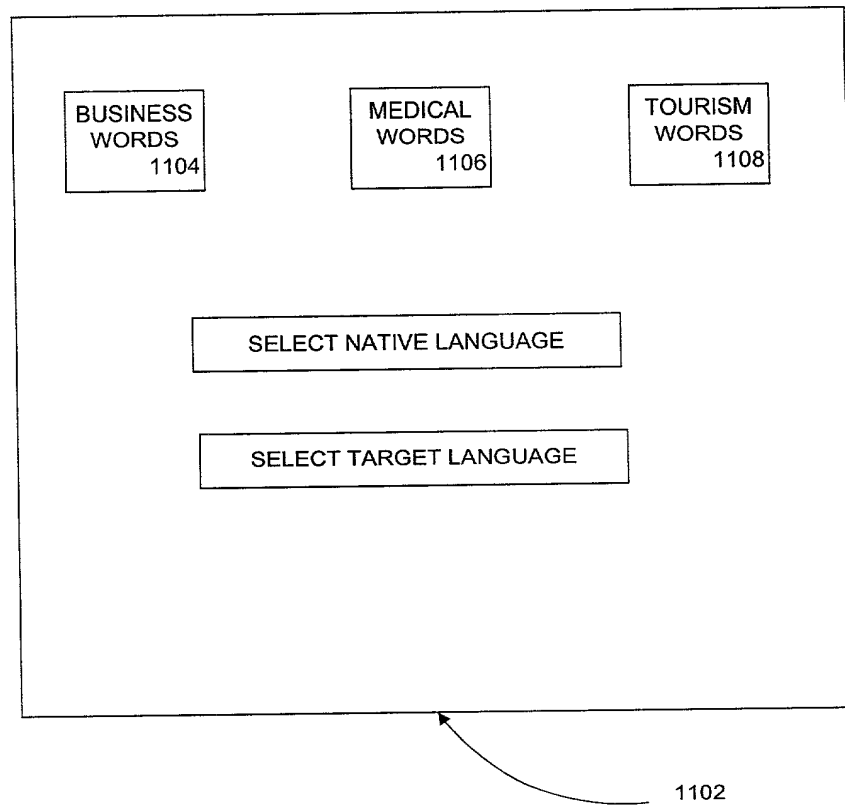 BUSINESS
WORDS
1104
MEDICAL
WORDS
1106
TOURISM
WORDS
1108
SELECT NATIVE LANGUAGE
SELECT TARGET LANGUAGE
1102